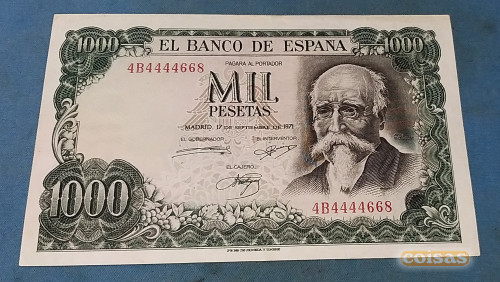 1000 EL BANCO DE ESPAÑA 1000
PAGARA AL PORTADOR
4B4444668
MIL
PESETAS
MADRID, 17 DE SEPTIEMBRE DE 1971
EL GOBERNADOR EL INTERVENTOR
EL CAJERO,
1000
4B4444668
coisas